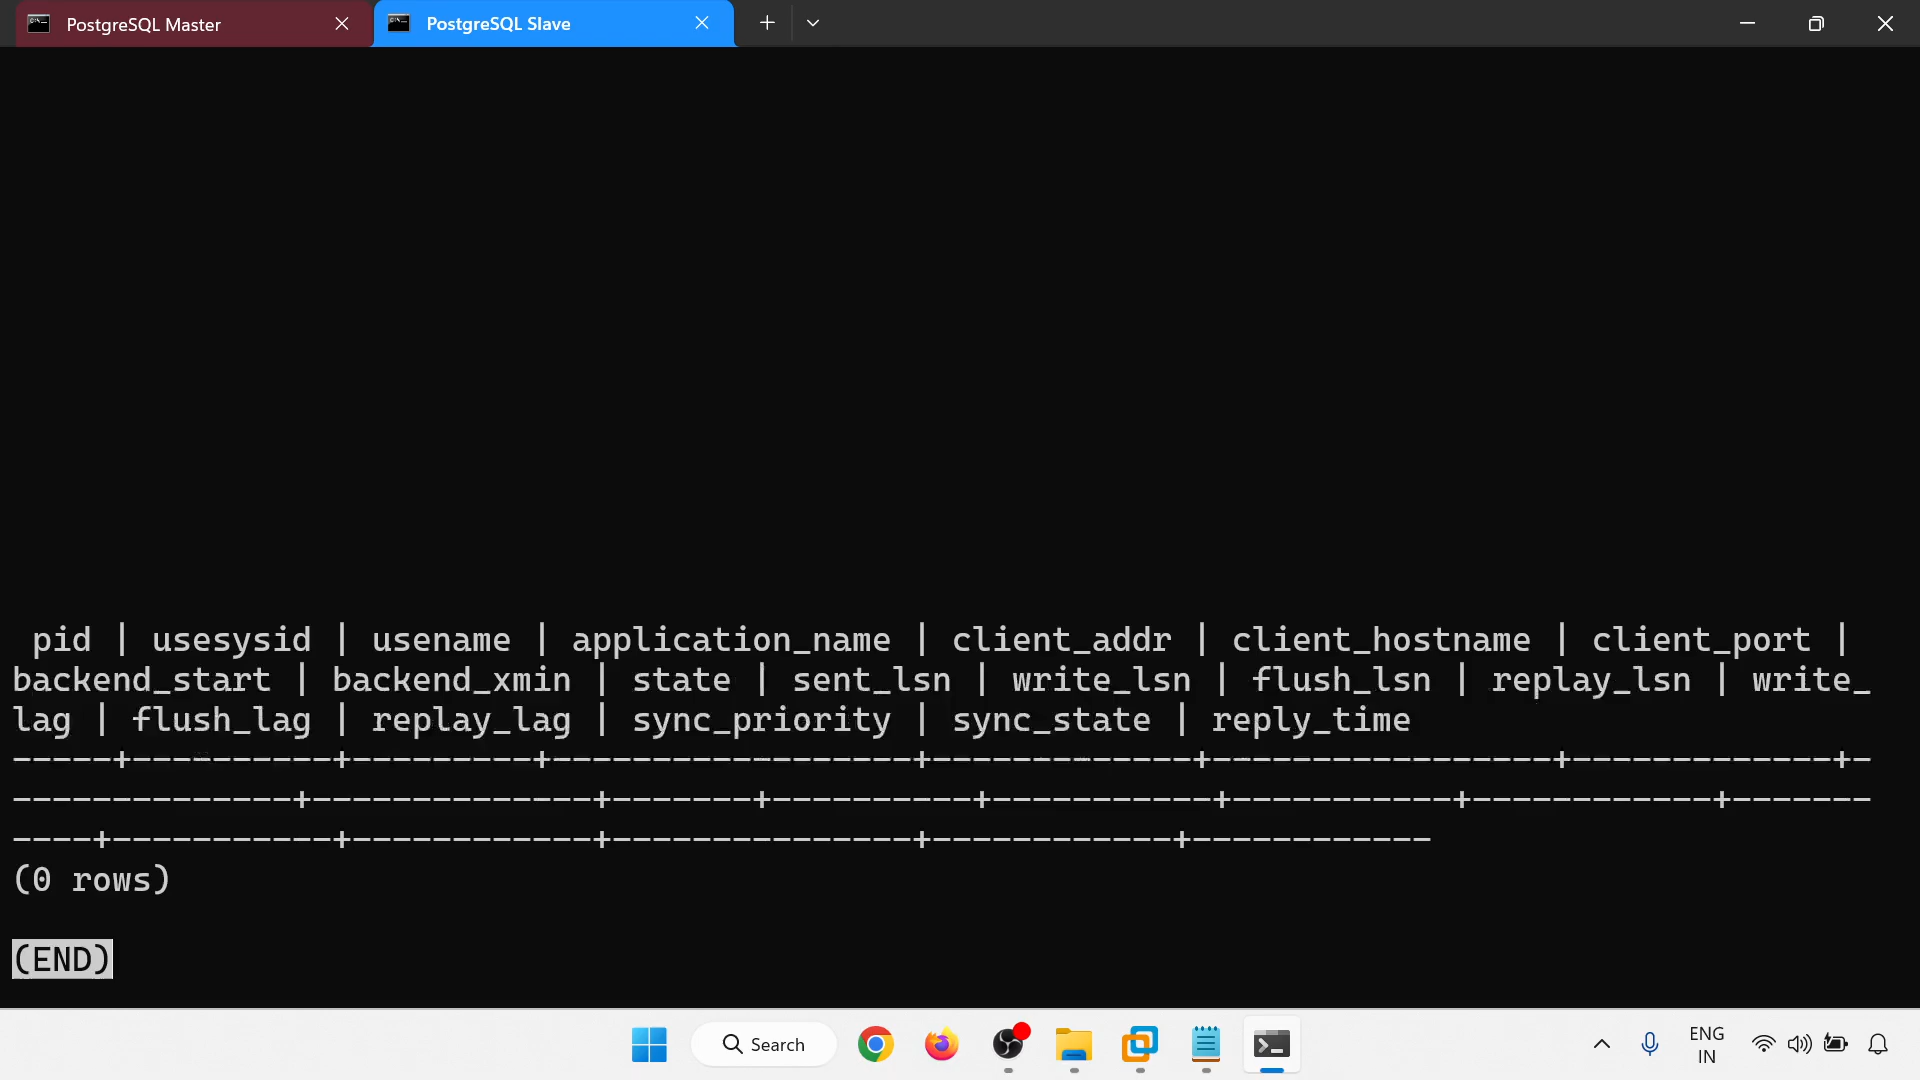 PostgreSQL Master
PostgreSQL Slave
 pid | usesysid | usename | application_name | client_addr | client_hostname | client_port |
backend_start | backend_xmin | state | sent_lsn | write_lsn | flush_lsn | replay_lsn | write_
lag | flush_lag | replay_lag | sync_priority | sync_state | reply_time
-----+----------+---------+------------------+-------------+-----------------+-------------+-
--------------+--------------+-------+----------+-----------+-----------+------------+-------
----+-----------+------------+---------------+------------+------------
(0 rows)
(END)
Search
ENG
IN